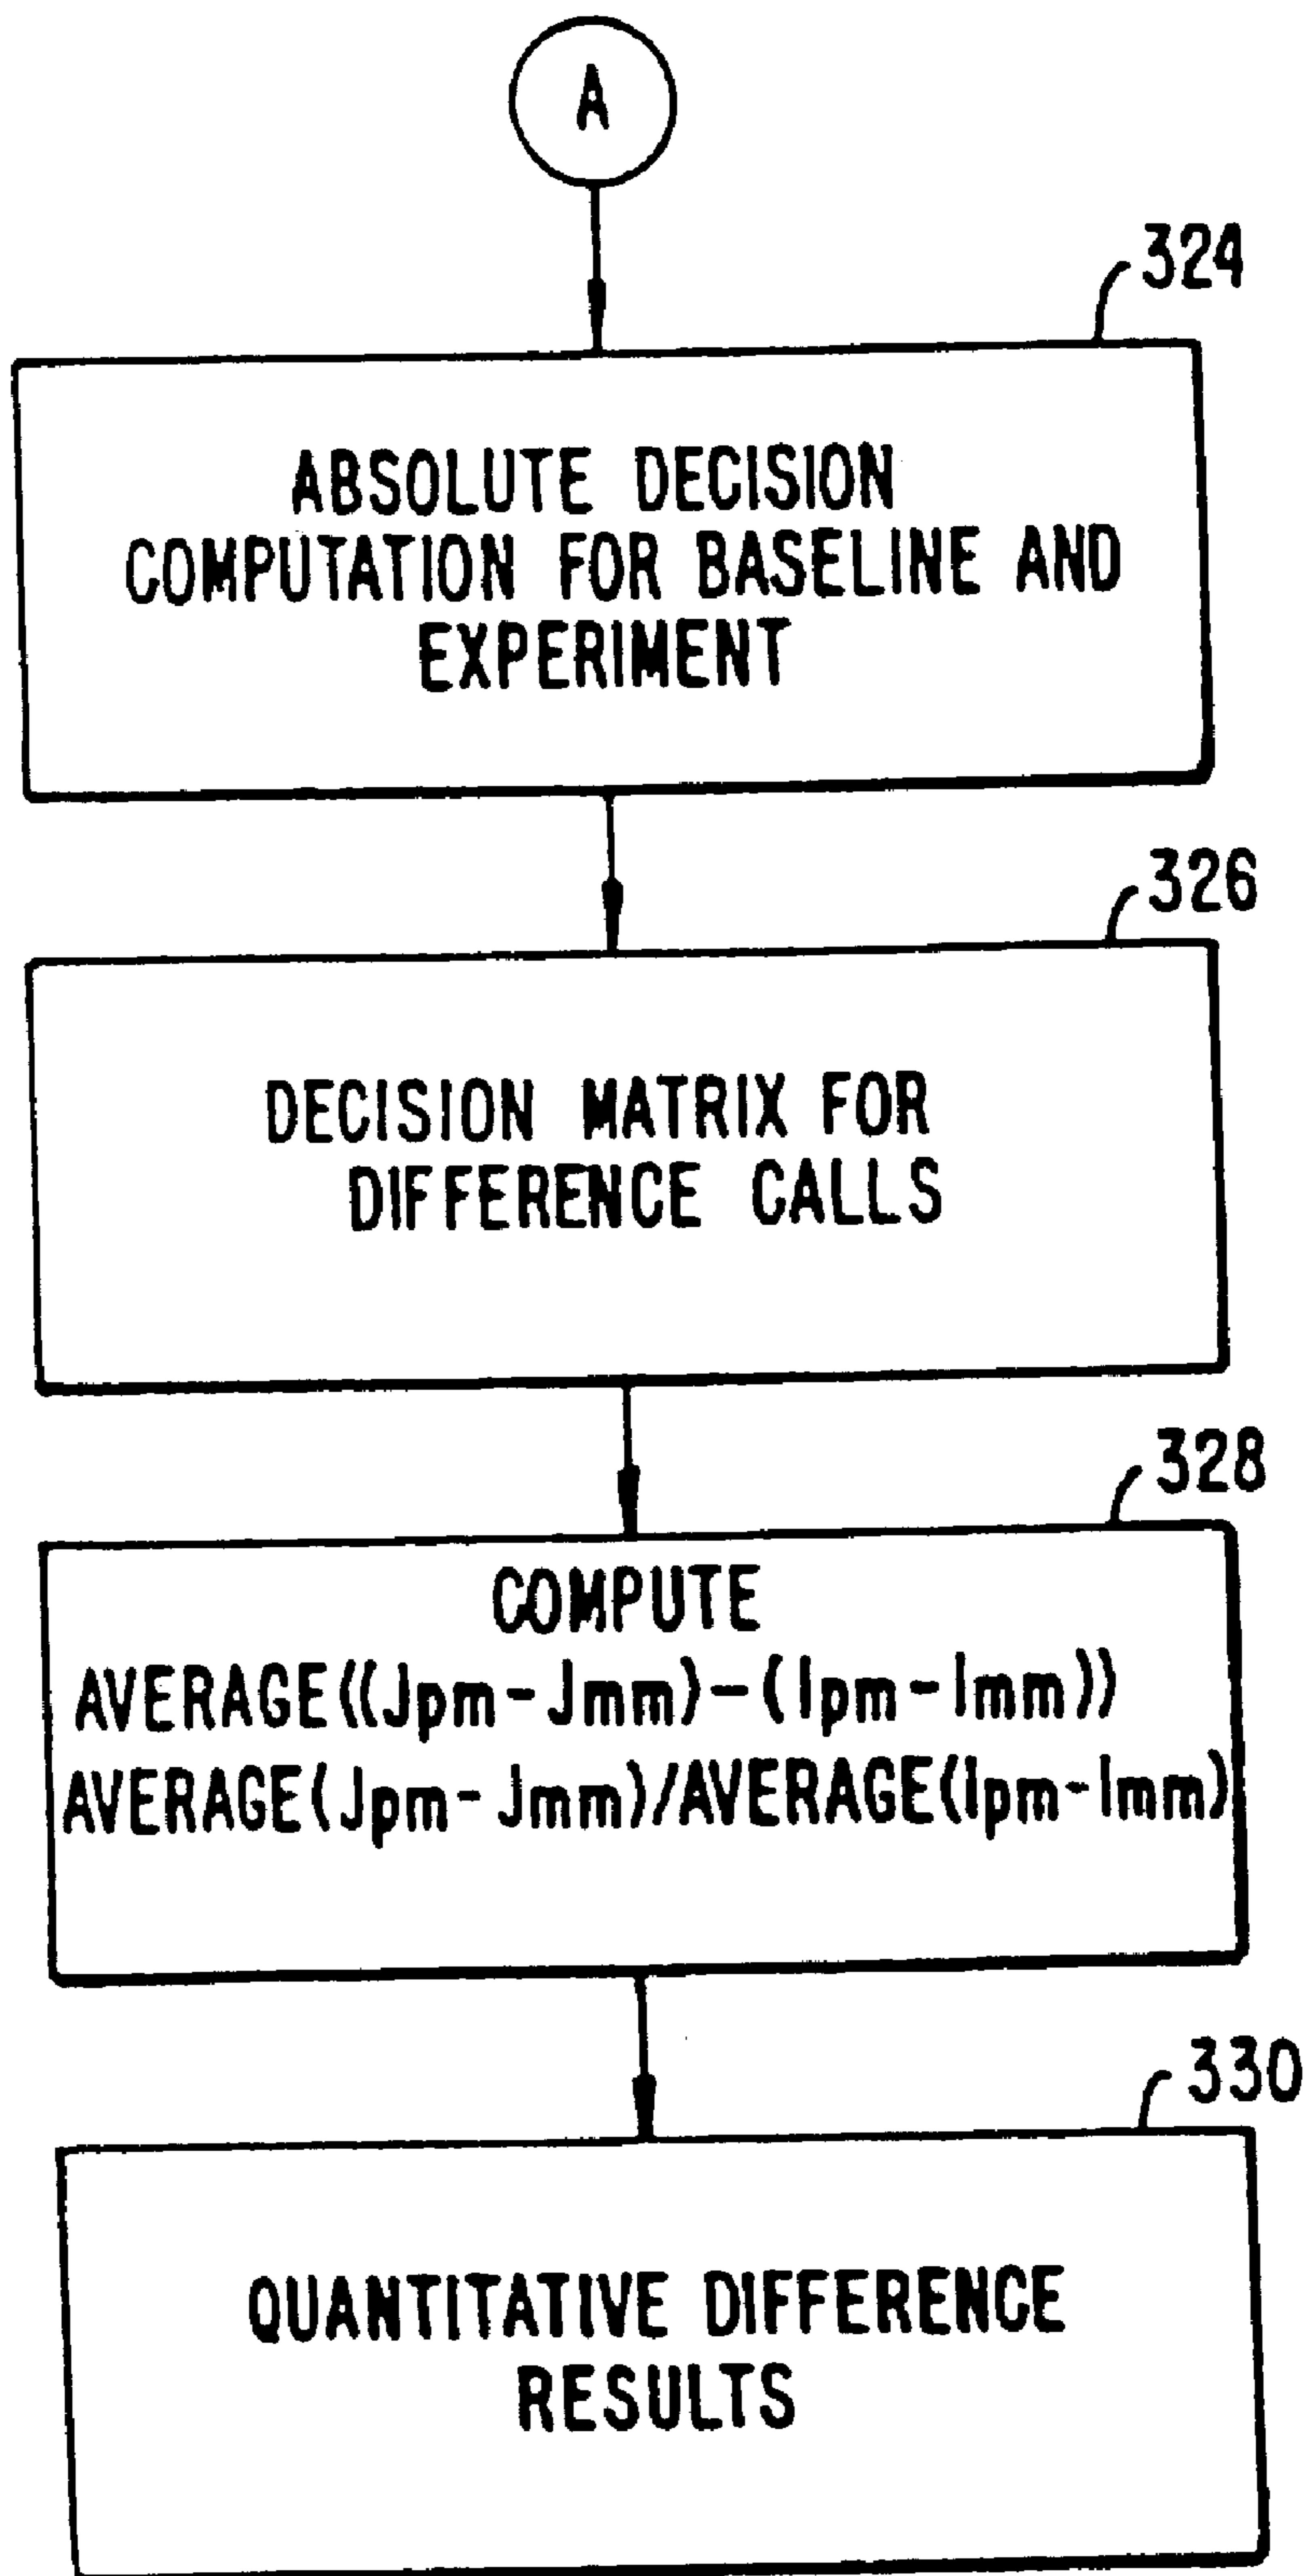 A
324
ABSOLUTE DECISION
COMPUTATION FOR BASELINE AND
EXPERIMENT
326
DECISION MATRIX FOR
DIFFERENCE CALLS
328
COMPUTE
AVERAGE((Jpm-Jmm)-(Ipm-Imm))
AVERAGE(Jpm-Jmm)/AVERAGE(Ipm-Imm)
330
QUANTITATIVE DIFFERENCE
RESULTS